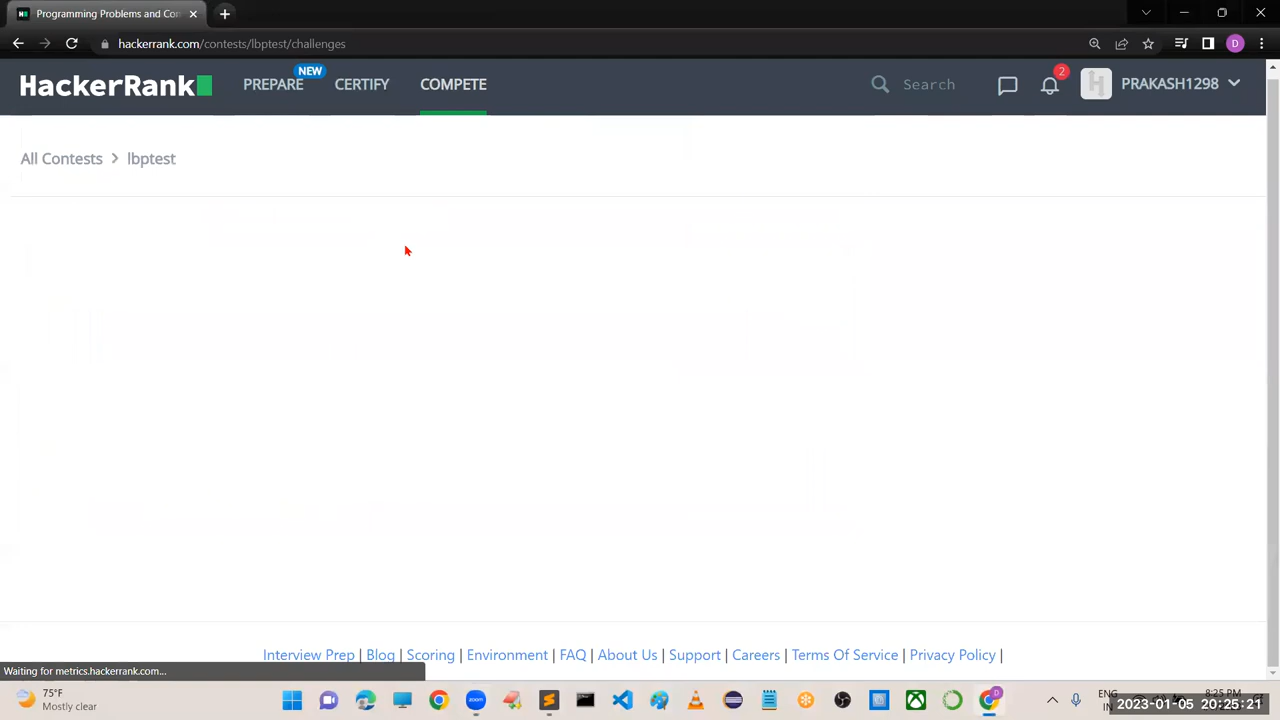 Programming Problems and Con
hackerrank.com/contests/lbptest/challenges
D
HackerRank
PREPARE
NEW
CERTIFY
COMPETE
Search
2
PRAKASH1298
All Contests > lbptest
Interview Prep | Blog | Scoring | Environment | FAQ | About Us | Support | Careers | Terms Of Service | Privacy Policy |
Waiting for metrics.hackerrank.com...
75°F
Mostly clear
zoom
D
ENG
IN
8:25 PM
2023-01-05 20:25:21